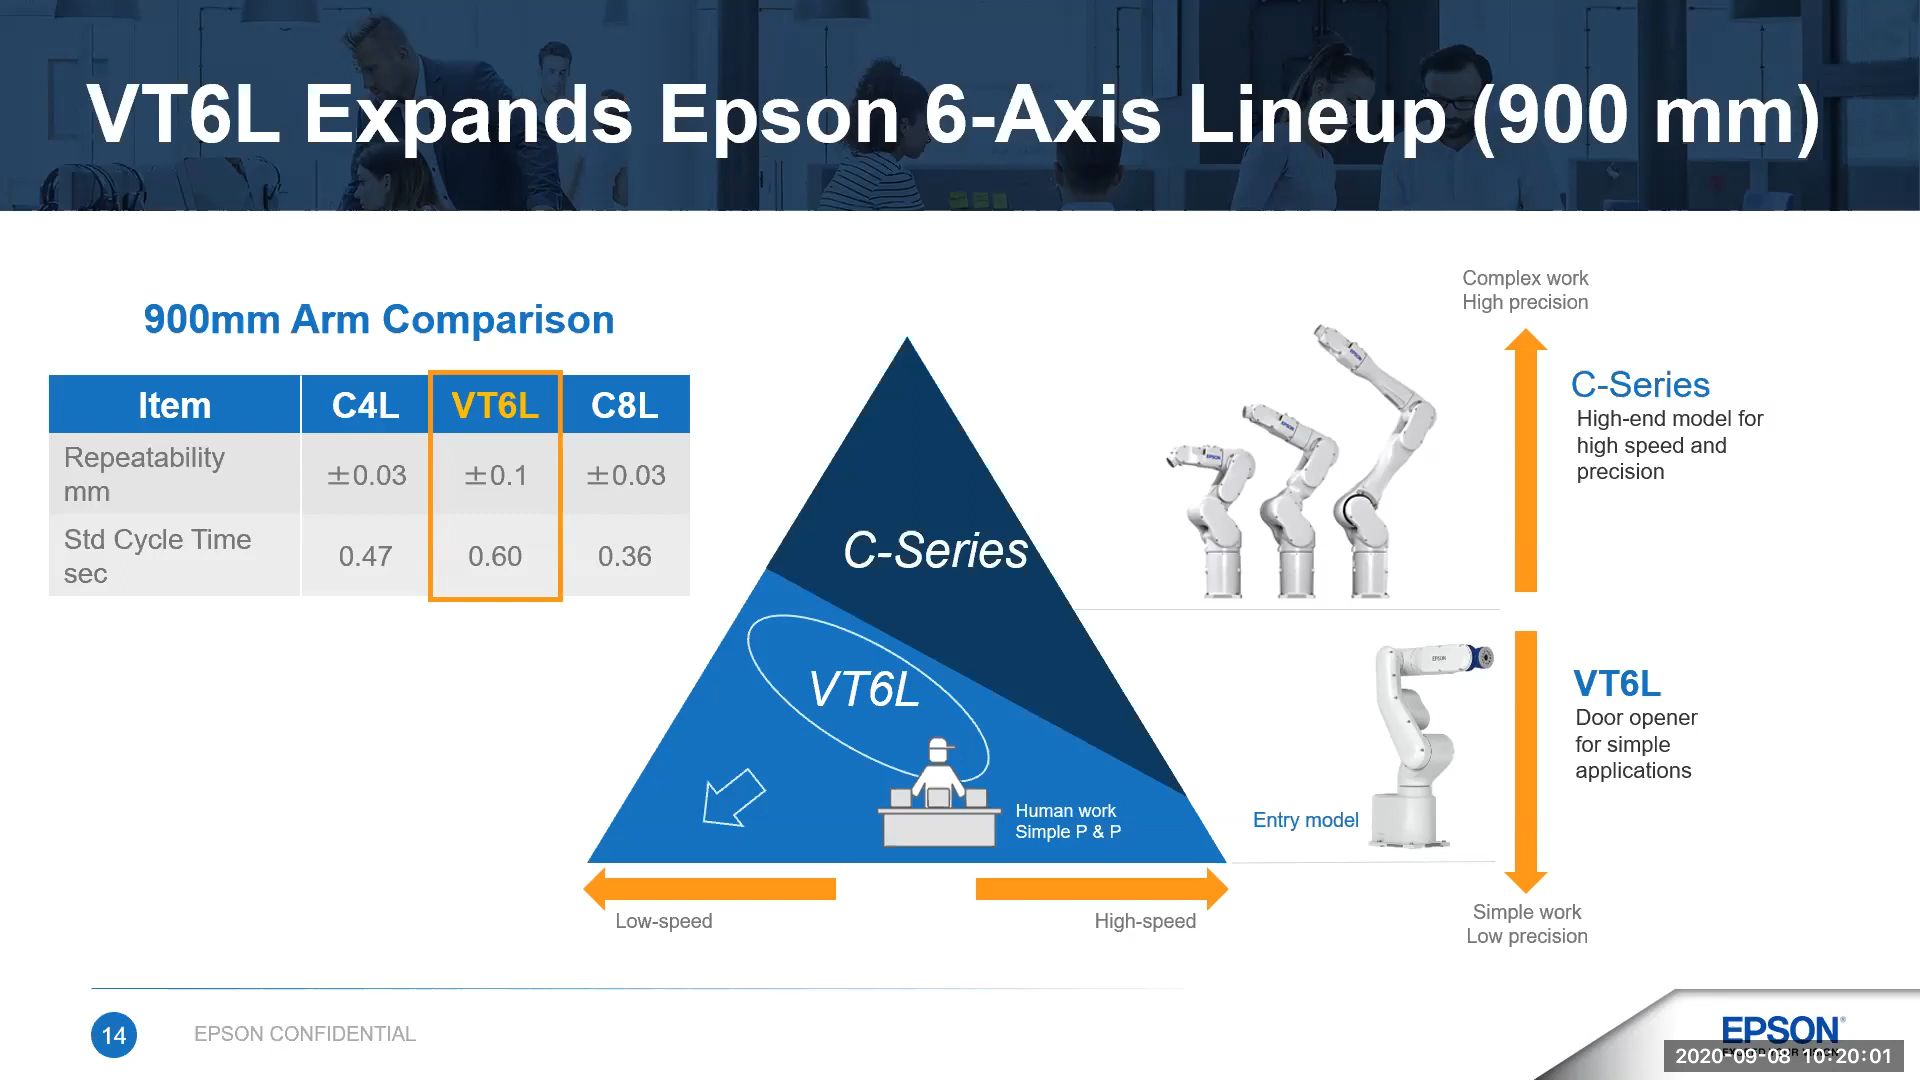 VT6L Expands Epson 6-Axis Lineup (900 mm)
900mm Arm Comparison
Item C4L VT6L C8L
Repeatability
mm
±0.03 ±0.1 ±0.03
Std Cycle Time
sec
0.47 0.60 0.36
C-Series
VT6L
Human work
Simple P & P
Low-speed
High-speed
Complex work
High precision
C-Series
High-end model for
high speed and
precision
EPSON
EPSON
EPSON
EPSON
Entry model
VT6L
Door opener
for simple
applications
Simple work
Low precision
14
EPSON CONFIDENTIAL
EPSON®
2020-09-08 10:20:01